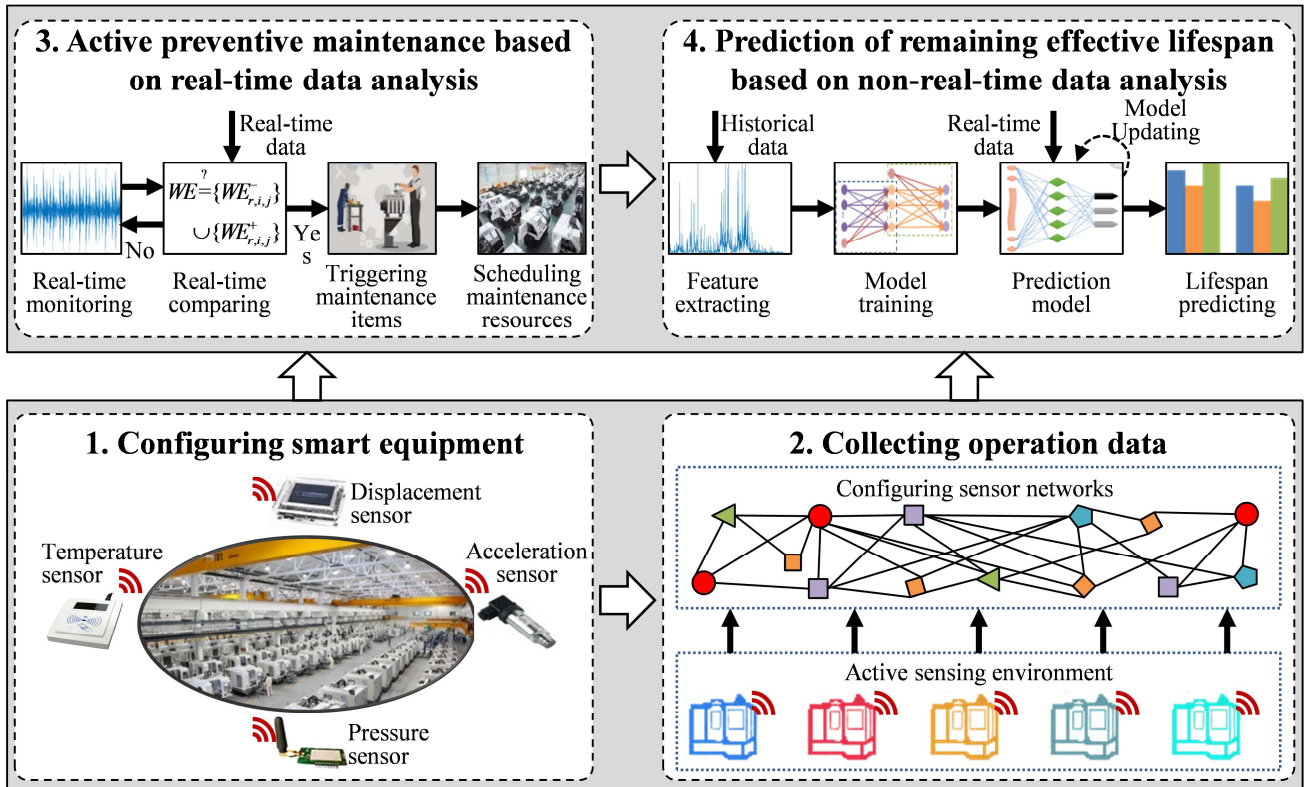 3. Active preventive maintenance based
on real-time data analysis
Real-time
data
?
WE={WE⁻r,i,j}
∪{WE⁺r,i,j}
No
Ye
s
Real-time
monitoring
Real-time
comparing
Triggering
maintenance
items
Scheduling
maintenance
resources
4. Prediction of remaining effective lifespan
based on non-real-time data analysis
Historical
data
Real-time
data
Model
Updating
Feature
extracting
Model
training
Prediction
model
Lifespan
predicting
1. Configuring smart equipment
Displacement
sensor
Temperature
sensor
Acceleration
sensor
Pressure
sensor
2. Collecting operation data
Configuring sensor networks
Active sensing environment